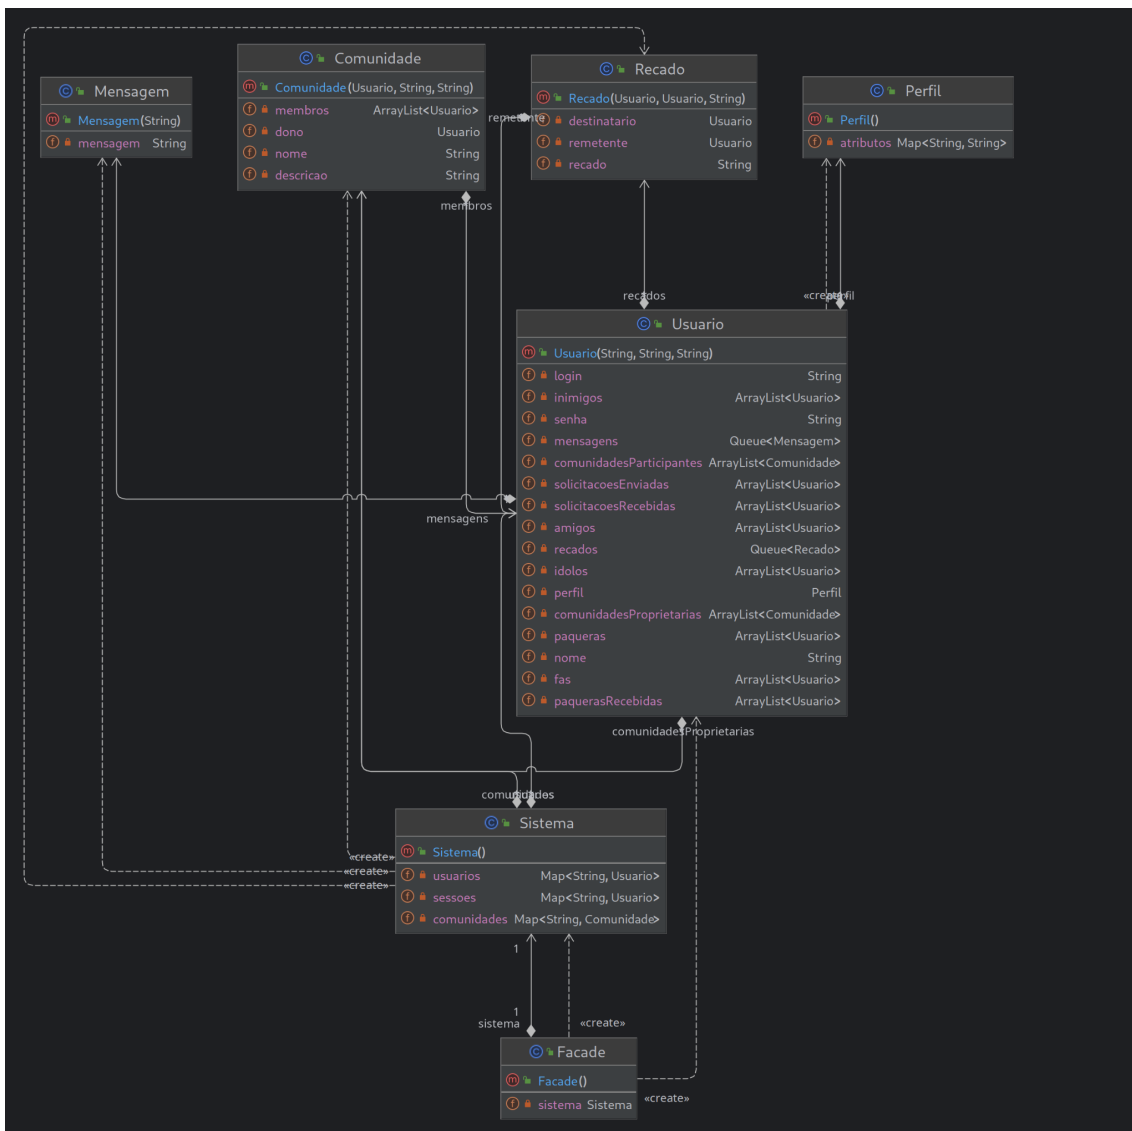 Mensagem
Mensagem(String)
mensagem String
Comunidade
Comunidade(Usuario, String, String)
membros ArrayList<Usuario>
dono Usuario
nome String
descricao String
membros
Recado
Recado(Usuario, Usuario, String)
destinatario Usuario
remetente Usuario
recado String
remetente
Perfil
Perfil()
atributos Map<String, String>
recados
«create»
perfil
Usuario
Usuario(String, String, String)
login String
inimigos ArrayList<Usuario>
senha String
mensagens Queue<Mensagem>
comunidadesParticipantes ArrayList<Comunidade>
solicitacoesEnviadas ArrayList<Usuario>
solicitacoesRecebidas ArrayList<Usuario>
amigos ArrayList<Usuario>
recados Queue<Recado>
idolos ArrayList<Usuario>
perfil Perfil
comunidadesProprietarias ArrayList<Comunidade>
paqueras ArrayList<Usuario>
nome String
fas ArrayList<Usuario>
paquerasRecebidas ArrayList<Usuario>
mensagens
comunidadesProprietarias
comunidades
usuarios
Sistema
Sistema()
usuarios Map<String, Usuario>
sessoes Map<String, Usuario>
comunidades Map<String, Comunidade>
«create»
«create»
«create»
1
1
sistema
«create»
Facade
Facade()
sistema Sistema
«create»